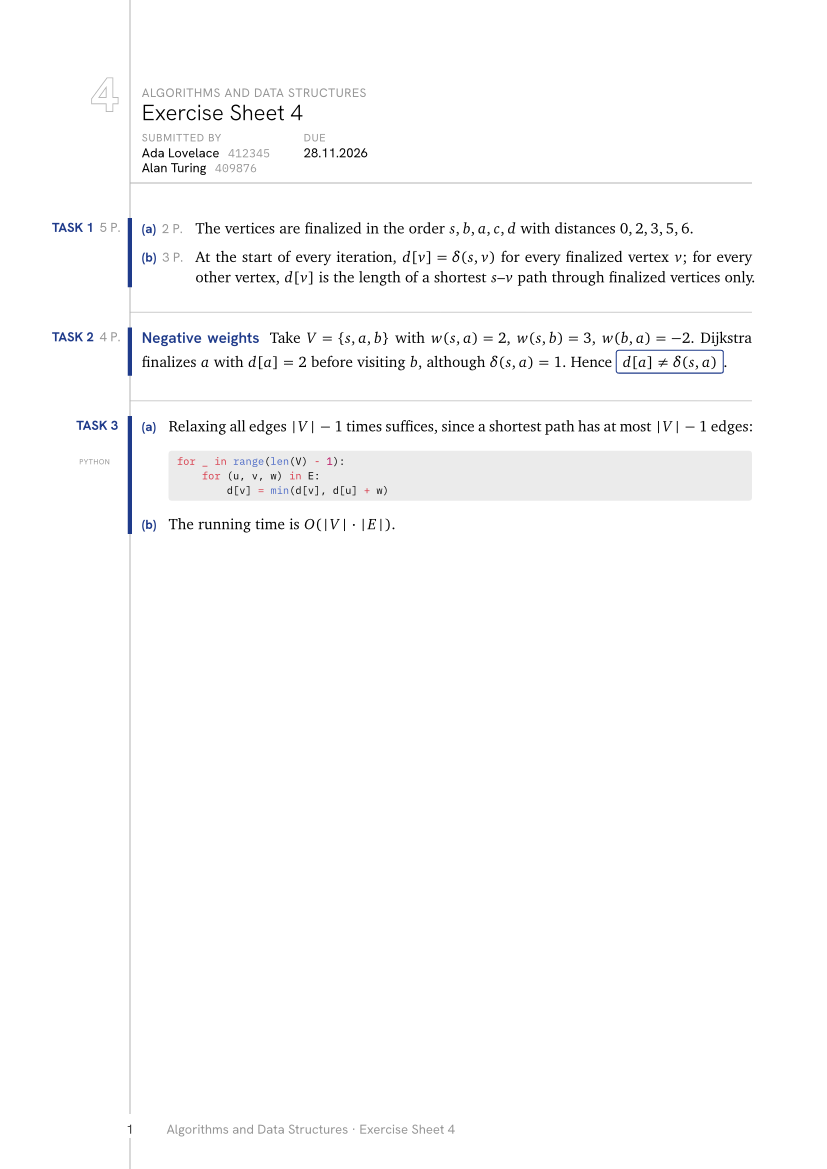 4
ALGORITHMS AND DATA STRUCTURES
Exercise Sheet 4
SUBMITTED BY DUE
Ada Lovelace 412345 28.11.2026
Alan Turing 409876
TASK 1 5 P. (a) 2 P. The vertices are finalized in the order s, b, a, c, d with distances 0, 2, 3, 5, 6.
(b) 3 P. At the start of every iteration, d[v] = δ(s, v) for every finalized vertex v; for every
other vertex, d[v] is the length of a shortest s–v path through finalized vertices only.
TASK 2 4 P. Negative weights Take V = {s, a, b} with w(s, a) = 2, w(s, b) = 3, w(b, a) = −2. Dijkstra
finalizes a with d[a] = 2 before visiting b, although δ(s, a) = 1. Hence d[a] ≠ δ(s, a).
TASK 3 (a) Relaxing all edges |V| − 1 times suffices, since a shortest path has at most |V| − 1 edges:
PYTHON for _ in range(len(V) - 1):
for (u, v, w) in E:
d[v] = min(d[v], d[u] + w)
(b) The running time is O(|V| · |E|).
1 Algorithms and Data Structures · Exercise Sheet 4